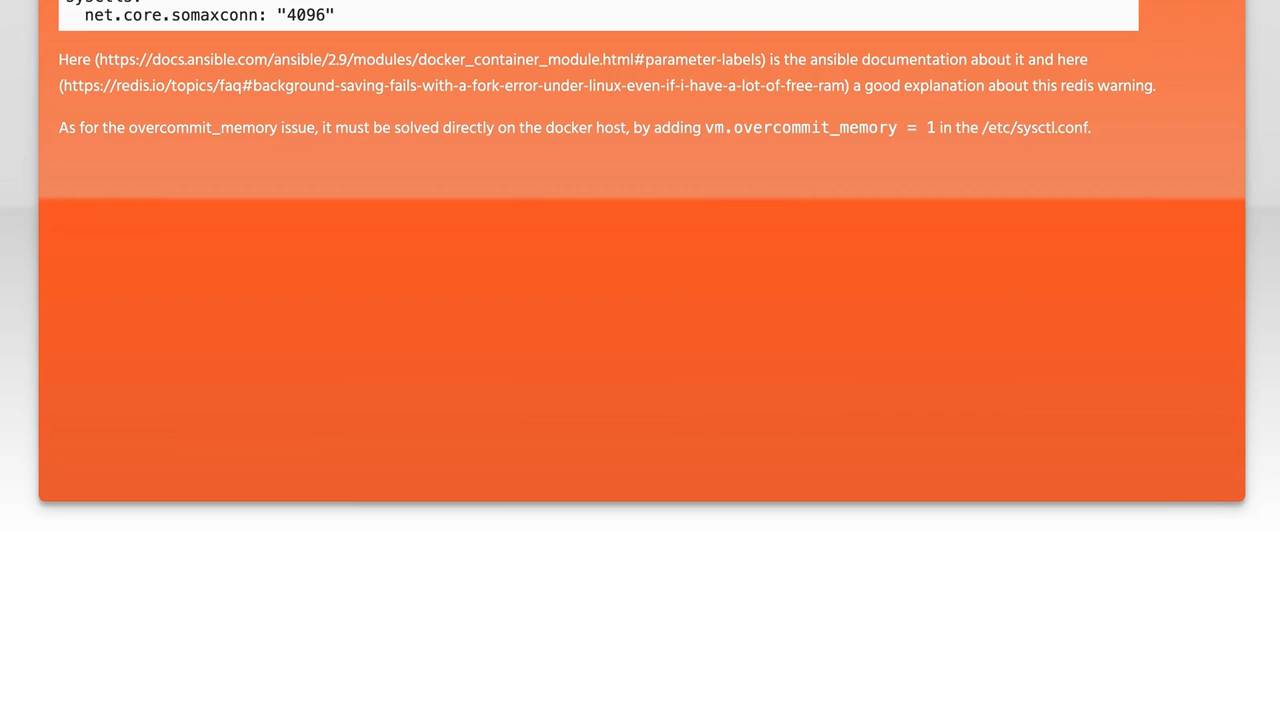 sysctls:
net.core.somaxconn: "4096"
Here (https://docs.ansible.com/ansible/2.9/modules/docker_container_module.html#parameter-labels) is the ansible documentation about it and here
(https://redis.io/topics/faq#background-saving-fails-with-a-fork-error-under-linux-even-if-i-have-a-lot-of-free-ram) a good explanation about this redis warning.
As for the overcommit_memory issue, it must be solved directly on the docker host, by adding vm.overcommit_memory = 1 in the /etc/sysctl.conf.